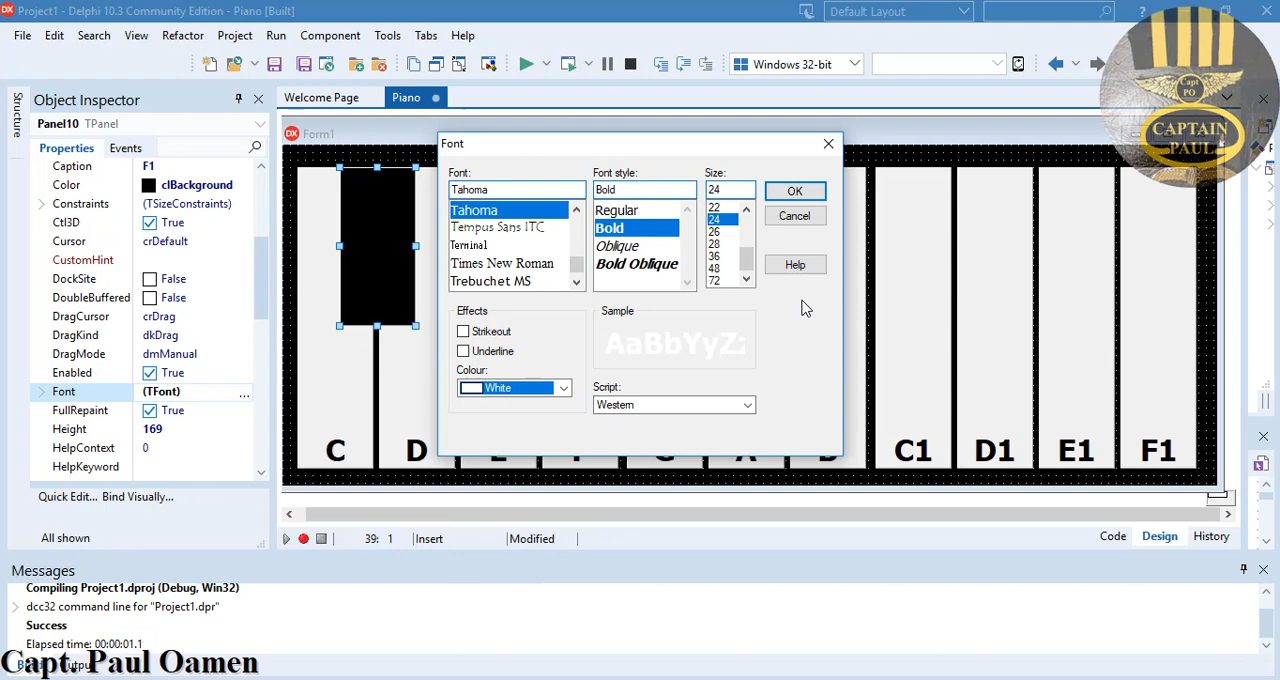 Project1 - Delphi 10.3 Community Edition - Piano [Built]
Default Layout
File Edit Search View Refactor Project Run Component Tools Tabs Help
Windows 32-bit
Capt
PO
CAPTAIN
PAUL
Structure
Object Inspector
Panel10 TPanel
Properties Events
Caption F1
Color clBackground
Constraints (TSizeConstraints)
Ctl3D True
Cursor crDefault
CustomHint
DockSite False
DoubleBuffered False
DragCursor crDrag
DragKind dkDrag
DragMode dmManual
Enabled True
Font (TFont) ...
FullRepaint True
Height 169
HelpContext 0
HelpKeyword
Quick Edit... Bind Visually...
All shown
Welcome Page Piano
Form1
Font
Font: Font style: Size:
Tahoma Bold 24
Tahoma
Tempus Sans ITC
Terminal
Times New Roman
Trebuchet MS
Regular
Bold
Oblique
Bold Oblique
22
24
26
28
36
48
72
OK
Cancel
Help
Effects
Strikeout
Underline
Colour:
White
Sample
AaBbYyZz
Script:
Western
C D E F G A B C1 D1 E1 F1
39: 1 Insert Modified
Code Design History
Messages
Compiling Project1.dproj (Debug, Win32)
dcc32 command line for "Project1.dpr"
Success
Elapsed time: 00:00:01.1
Capt. Paul Oamen